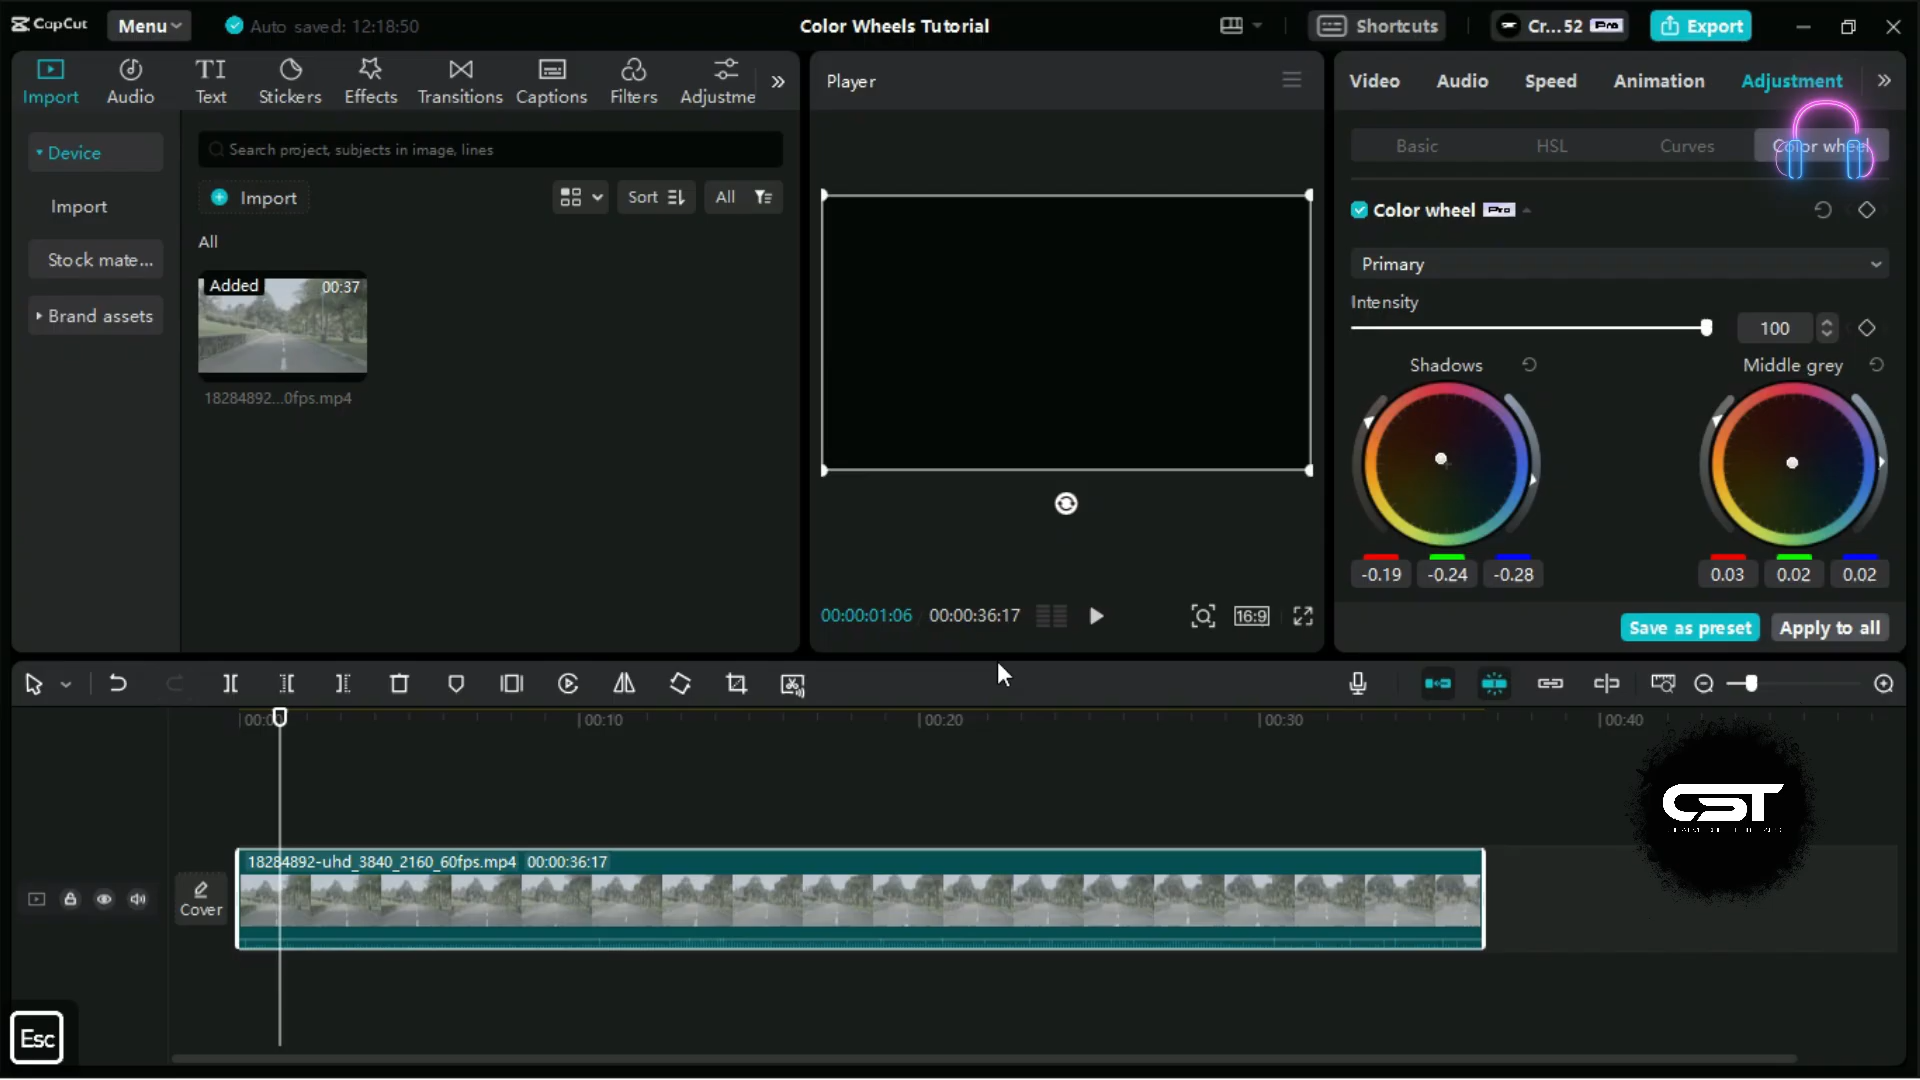 CapCut
Menu
Auto saved: 12:18:50
Color Wheels Tutorial
Shortcuts
Cr...52 Pro
Export
Import
Audio
Text
Stickers
Effects
Transitions
Captions
Filters
Adjustme
Player
Video
Audio
Speed
Animation
Adjustment
Device
Import
Stock mate...
Brand assets
Search project, subjects in image, lines
Import
Sort
All
All
Added
00:37
18284892...0fps.mp4
Basic
HSL
Curves
Color wheel
Color wheel Pro
Primary
Intensity
100
Shadows
Middle grey
-0.19 -0.24 -0.28
0.03 0.02 0.02
Save as preset
Apply to all
00:00:01:06
00:00:36:17
16:9
00:0
00:10
00:20
00:30
00:40
18284892-uhd_3840_2160_60fps.mp4 00:00:36:17
Cover
CST
Esc